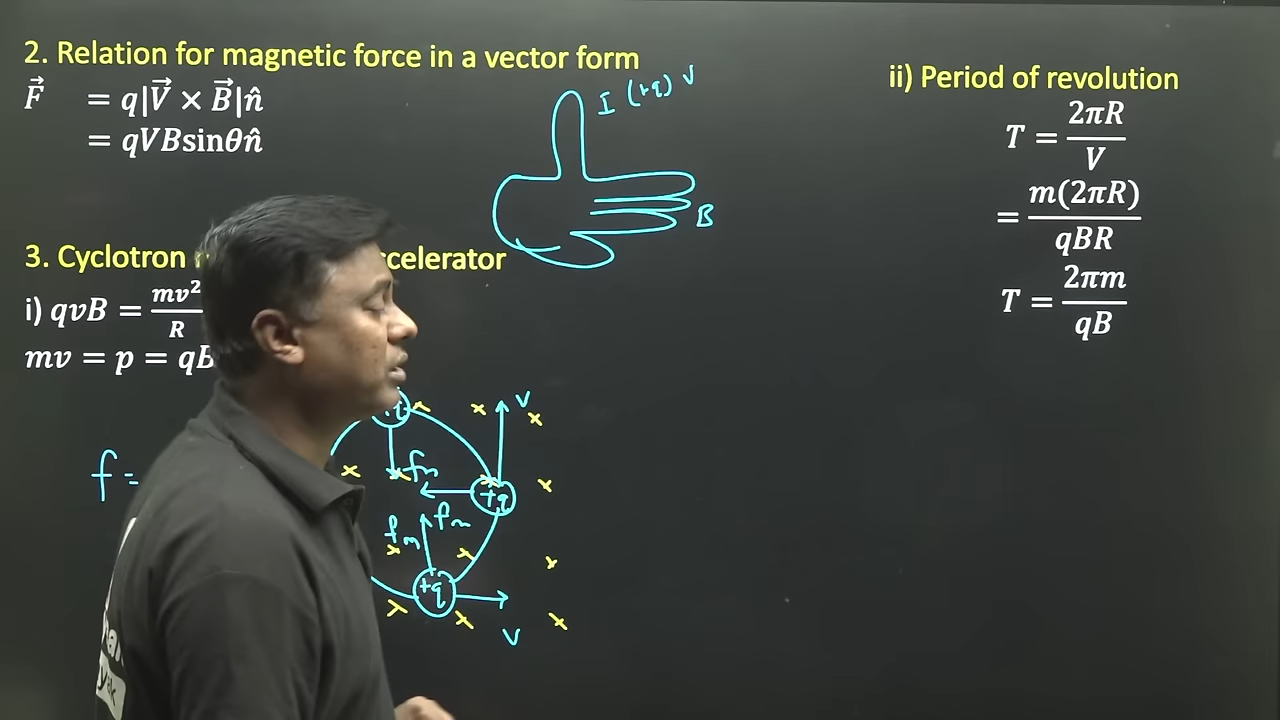 2. Relation for magnetic force in a vector form
F⃗ = q|V⃗ × B⃗|n̂
= qVBsinθn̂
I (+q) V
B
3. Cyclotron accelerator
i) qvB = mv²/R
mv = p = qB
f =
V
fm
+q
fm
fm
+q
V
ii) Period of revolution
T = 2πR/V
= m(2πR)/qBR
T = 2πm/qB